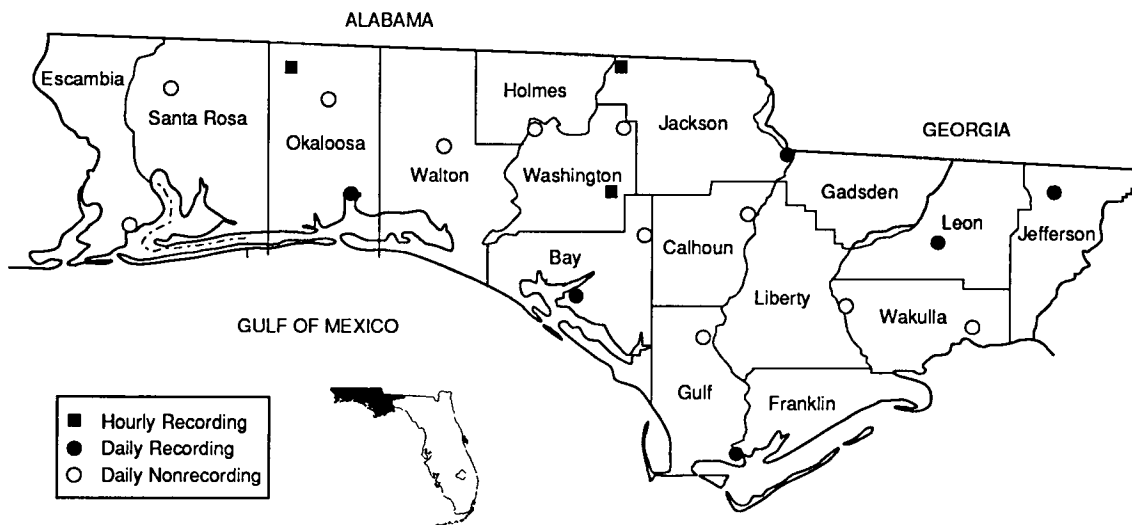 ALABAMA
Escambia
Santa Rosa
Okaloosa
Walton
Holmes
Washington
Jackson
GEORGIA
Gadsden
Leon
Jefferson
Bay
Calhoun
Liberty
Wakulla
GULF OF MEXICO
Gulf
Franklin
Hourly Recording
Daily Recording
Daily Nonrecording